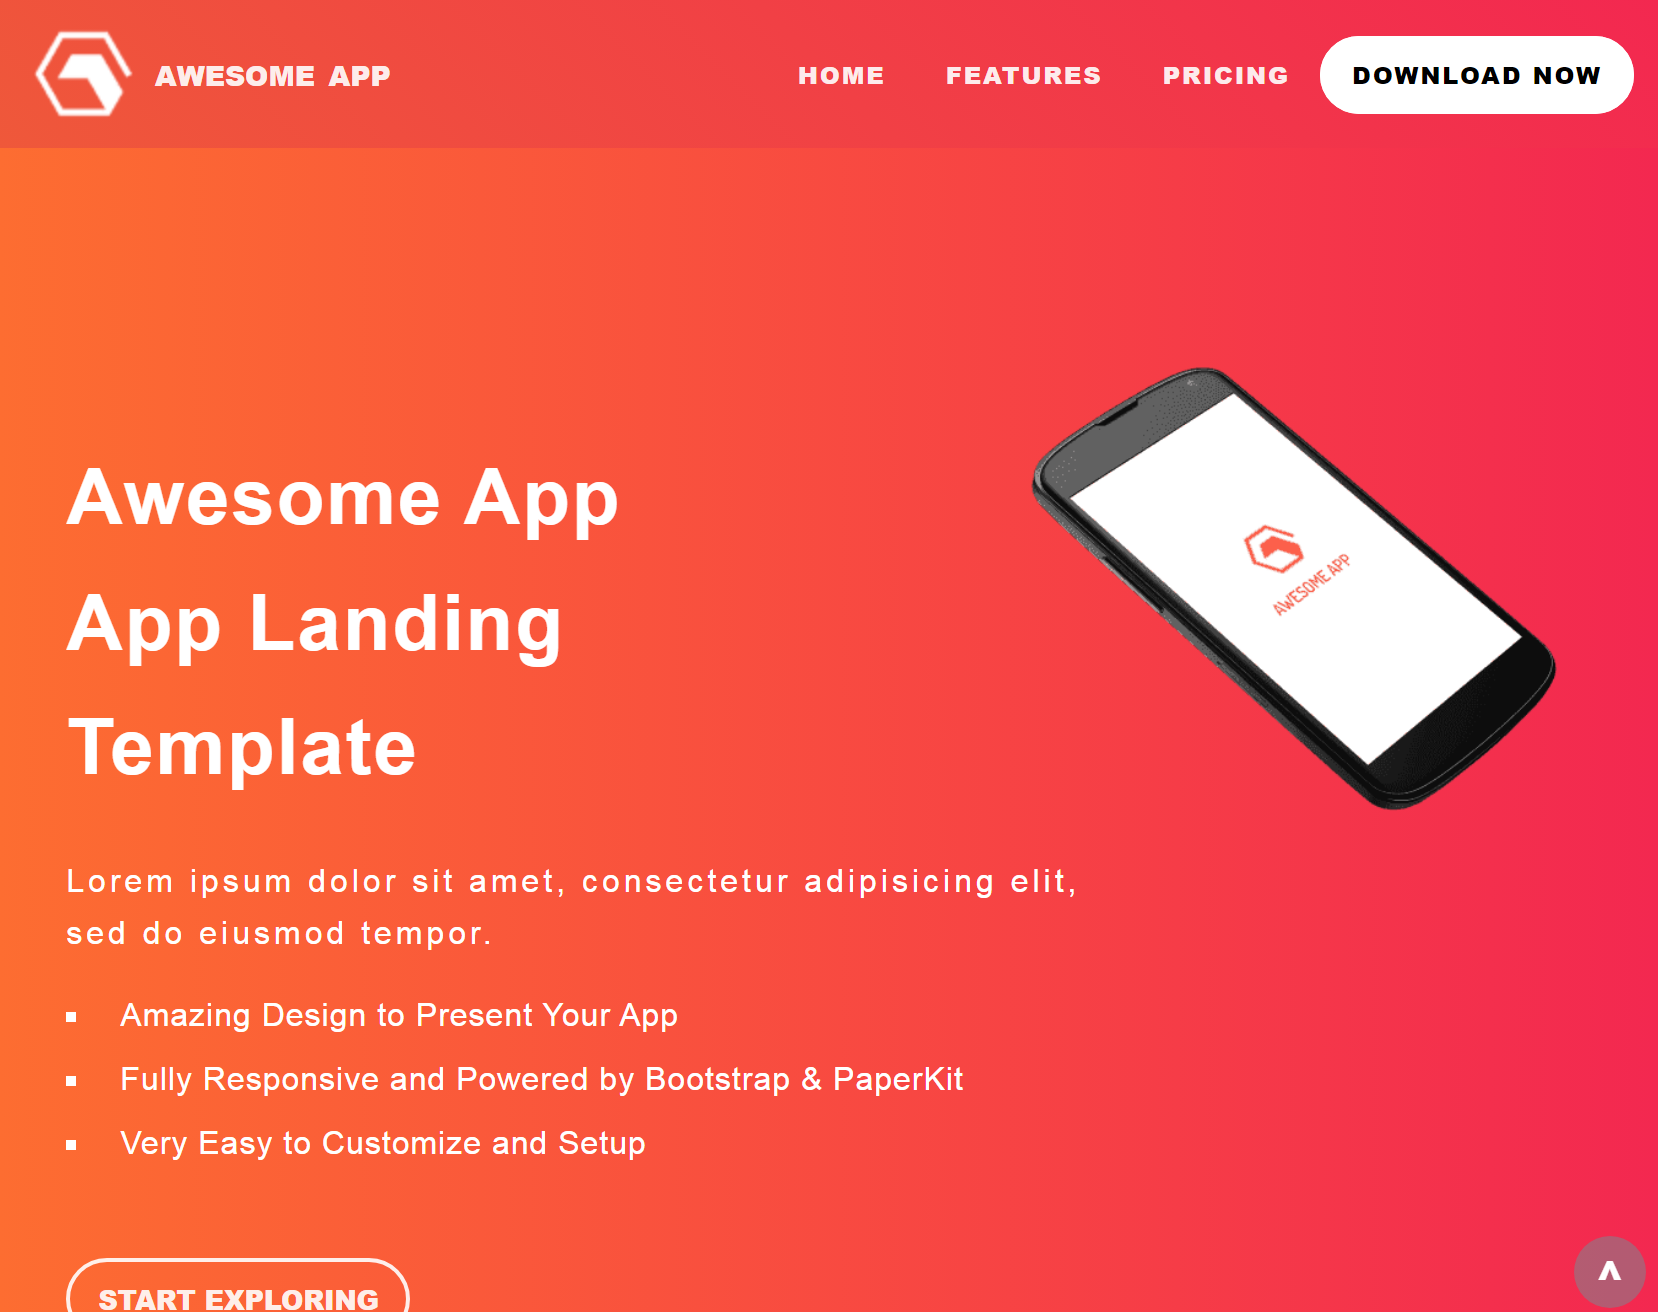 AWESOME APP
HOME
FEATURES
PRICING
DOWNLOAD NOW
Awesome App
App Landing
Template
AWESOME APP
Lorem ipsum dolor sit amet, consectetur adipisicing elit,
sed do eiusmod tempor.
Amazing Design to Present Your App
Fully Responsive and Powered by Bootstrap & PaperKit
Very Easy to Customize and Setup
START EXPLORING